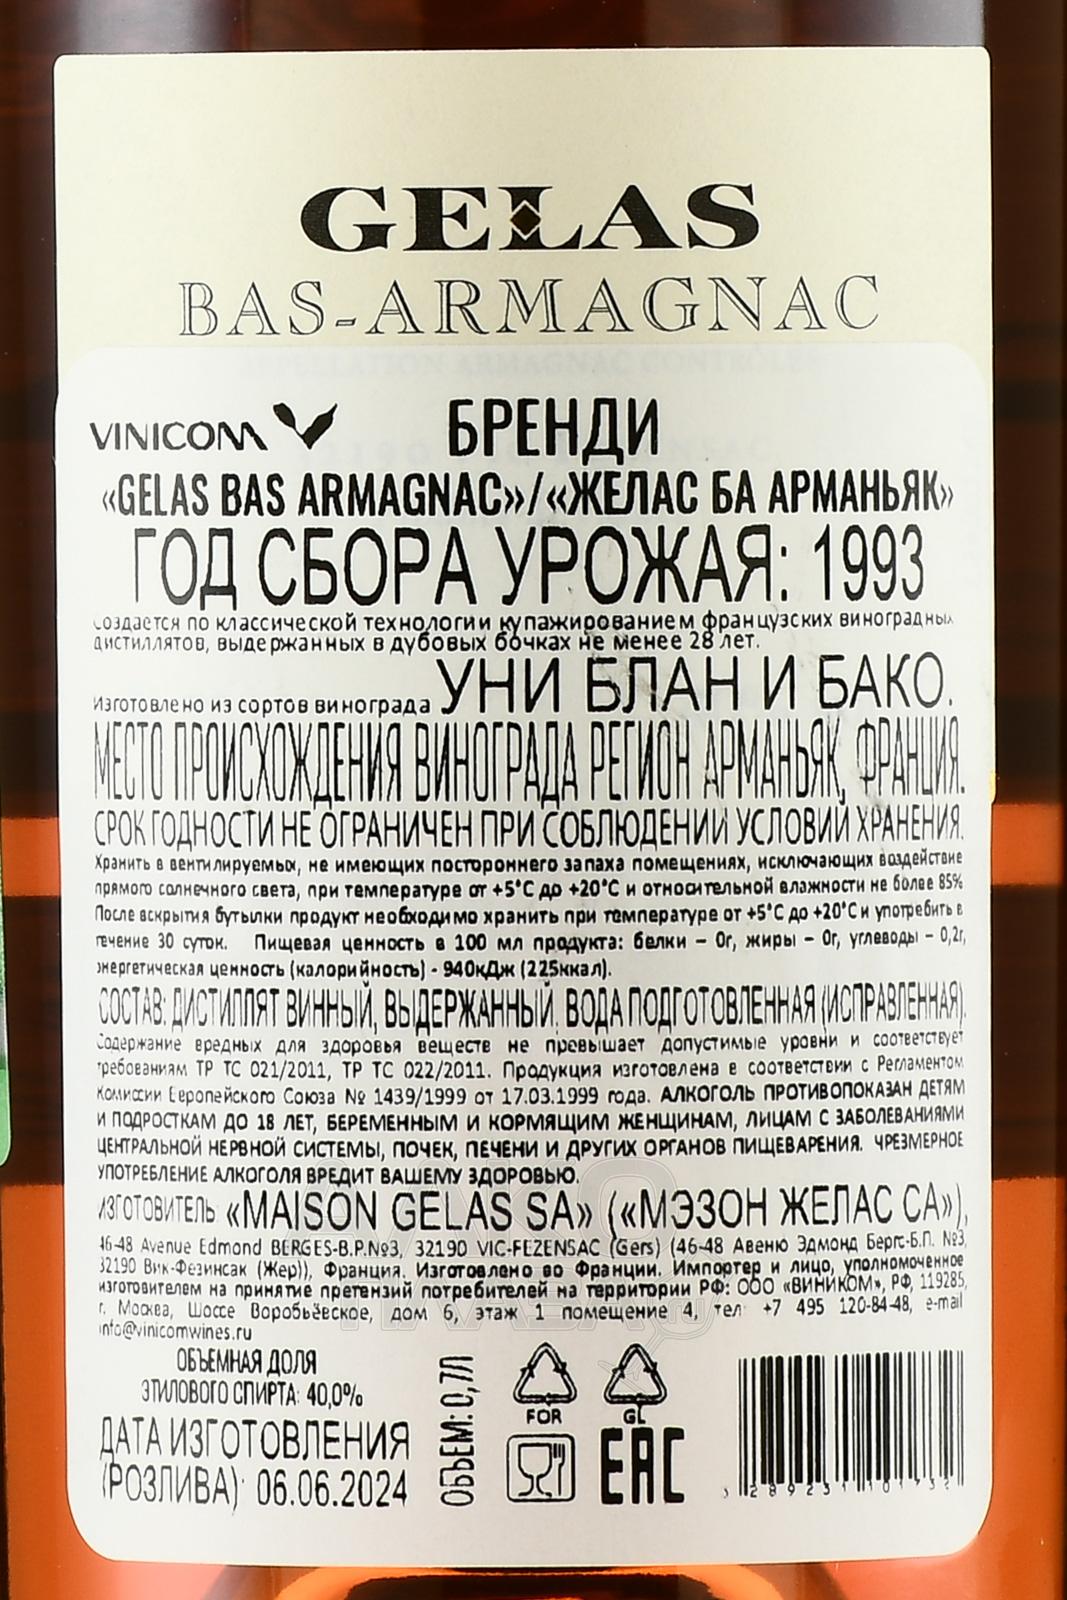 GELAS
BAS-ARMAGNAC
APPELLATION ARMAGNAC CONTRÔLÉE
VINICOM
БРЕНДИ
«GELAS BAS ARMAGNAC»/«ЖЕЛАС БА АРМАНЬЯК»
ГОД СБОРА УРОЖАЯ: 1993
Создается по классической технологии купажированием французских виноградных
дистиллятов, выдержанных в дубовых бочках не менее 28 лет.
Изготовлено из сортов винограда УНИ БЛАН И БАКО.
МЕСТО ПРОИСХОЖДЕНИЯ ВИНОГРАДА РЕГИОН АРМАНЬЯК, ФРАНЦИЯ.
СРОК ГОДНОСТИ НЕ ОГРАНИЧЕН ПРИ СОБЛЮДЕНИИ УСЛОВИЙ ХРАНЕНИЯ.
Хранить в вентилируемых, не имеющих постороннего запаха помещениях, исключающих воздействие
прямого солнечного света, при температуре от +5°С до +20°С и относительной влажности не более 85%
После вскрытия бутылки продукт необходимо хранить при температуре от +5°С до +20°С и употребить в
течение 30 суток. Пищевая ценность в 100 мл продукта: белки – 0г, жиры – 0г, углеводы – 0,2г,
энергетическая ценность (калорийность) - 940кДж (225ккал).
СОСТАВ: ДИСТИЛЛЯТ ВИННЫЙ, ВЫДЕРЖАННЫЙ, ВОДА ПОДГОТОВЛЕННАЯ (ИСПРАВЛЕННАЯ).
Содержание вредных для здоровья веществ не превышает допустимые уровни и соответствует
требованиям ТР ТС 021/2011, ТР ТС 022/2011. Продукция изготовлена в соответствии с Регламентом
Комиссии Европейского Союза № 1439/1999 от 17.03.1999 года. АЛКОГОЛЬ ПРОТИВОПОКАЗАН ДЕТЯМ
И ПОДРОСТКАМ ДО 18 ЛЕТ, БЕРЕМЕННЫМ И КОРМЯЩИМ ЖЕНЩИНАМ, ЛИЦАМ С ЗАБОЛЕВАНИЯМИ
ЦЕНТРАЛЬНОЙ НЕРВНОЙ СИСТЕМЫ, ПОЧЕК, ПЕЧЕНИ И ДРУГИХ ОРГАНОВ ПИЩЕВАРЕНИЯ. ЧРЕЗМЕРНОЕ
УПОТРЕБЛЕНИЕ АЛКОГОЛЯ ВРЕДИТ ВАШЕМУ ЗДОРОВЬЮ.
ИЗГОТОВИТЕЛЬ: «MAISON GELAS SA» («МЭЗОН ЖЕЛАС СА»),
46-48 Avenue Edmond BERGES-B.P.№3, 32190 VIC-FEZENSAC (Gers) (46-48 Авеню Эдмонд Бергс-Б.П. №3,
32190 Вик-Фезинсак (Жер)), Франция. Изготовлено во Франции. Импортер и лицо, уполномоченное
изготовителем на принятие претензий потребителей на территории РФ: ООО «ВИНИКОМ», РФ, 119285,
г. Москва, Шоссе Воробьёвское, дом 6, этаж 1 помещение 4, тел +7 495 120-84-48, e-mail
info@vinicomwines.ru
ОБЪЕМНАЯ ДОЛЯ
ЭТИЛОВОГО СПИРТА: 40,0%
ДАТА ИЗГОТОВЛЕНИЯ
(РОЗЛИВА): 06.06.2024
ОБЪЕМ: 0,7Л
FOR
GL
EAC
3 289231 101732